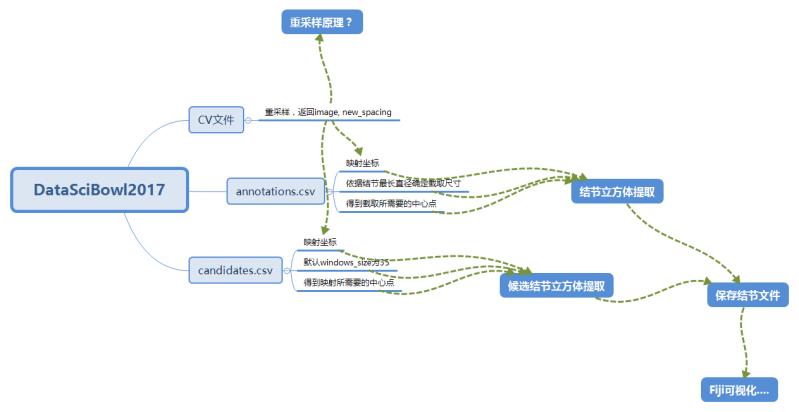 重采样原理？
CV文件
重采样，返回image, new_spacing
DataSciBowl2017
annotations.csv
映射坐标
依据结节最长直径确定截取尺寸
得到截取所需要的中心点
结节立方体提取
candidates.csv
映射坐标
默认windows_size为35
得到映射所需要的中心点
候选结节立方体提取
保存结节文件
Fiji可视化....